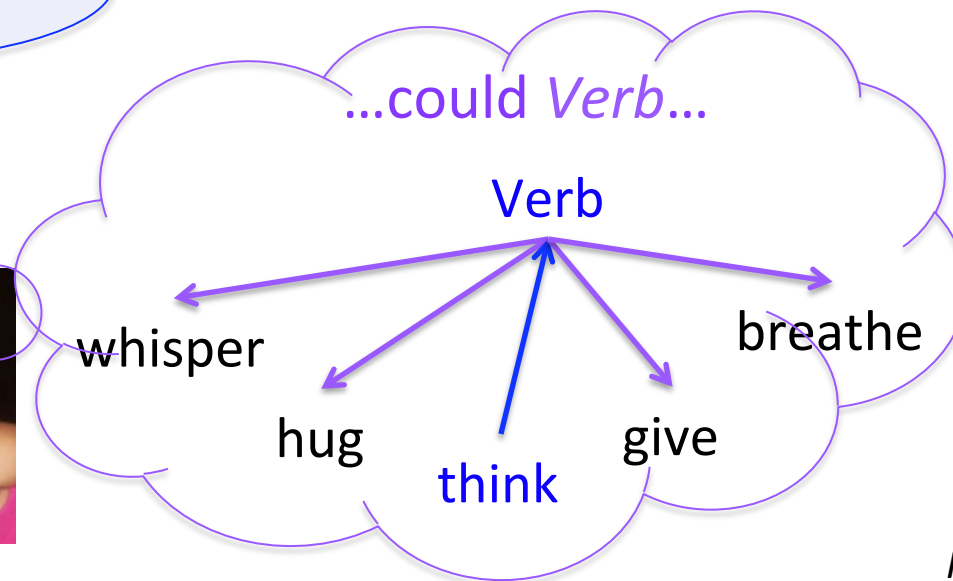 ...could Verb...
Verb
whisper
breathe
hug
give
think